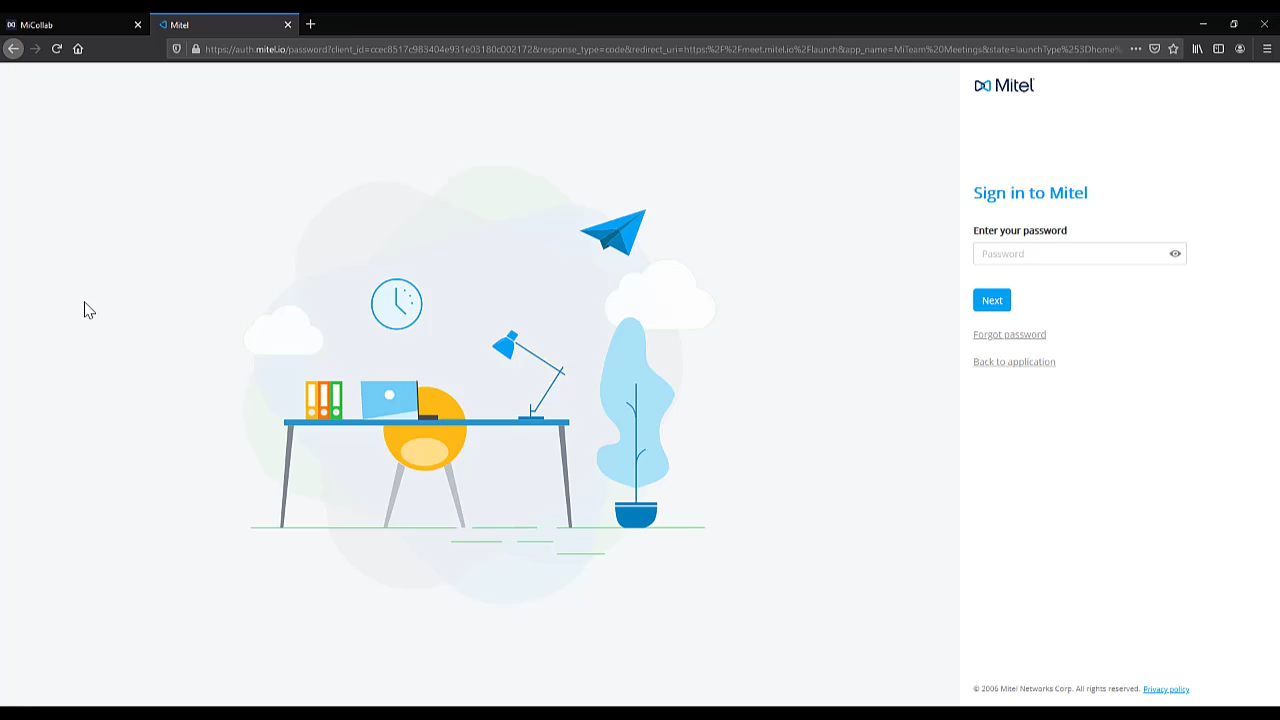 MiCollab
Mitel
https://auth.mitel.io/password?client_id=ccec8517c983404e931e03180c002172&response_type=code&redirect_uri=https:%2F%2Fmeet.mitel.io%2Flaunch&app_name=MiTeam%20Meetings&state=launchType%253Dhome%
Mitel
Sign in to Mitel
Enter your password
Password
Next
Forgot password
Back to application
© 2006 Mitel Networks Corp. All rights reserved. Privacy policy